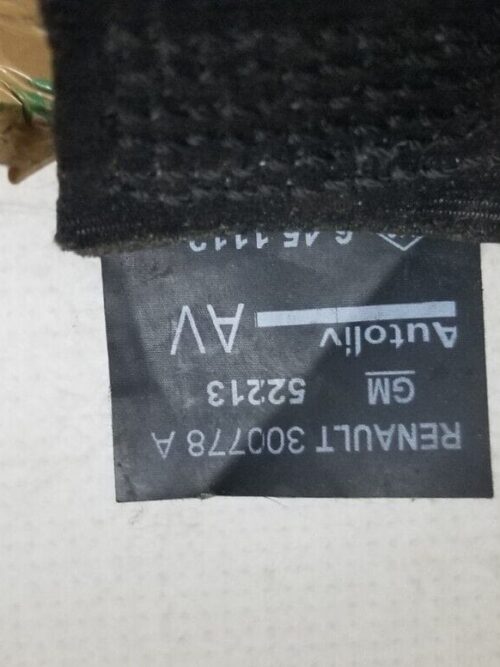 RENAULT 300778 A
GM 52213
Autoliv AV